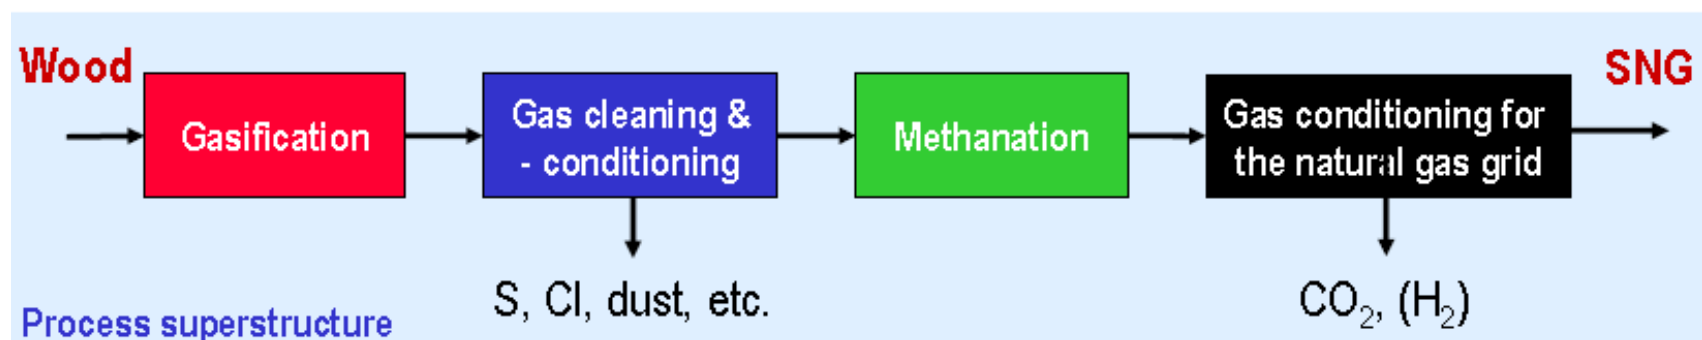 Wood
SNG
Gasification
Gas cleaning &
- conditioning
Methanation
Gas conditioning for
the natural gas grid
S, Cl, dust, etc.
CO₂, (H₂)
Process superstructure